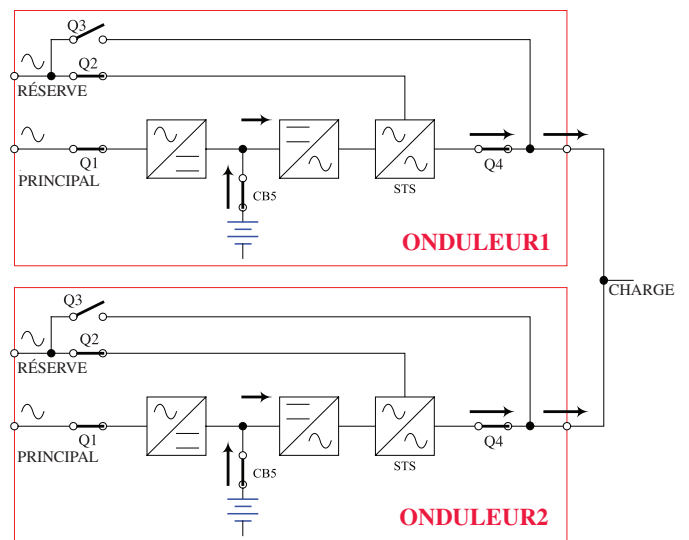 Q3
Q2
RÉSERVE
Q1
PRINCIPAL
CB5
STS
Q4
ONDULEUR1
CHARGE
Q3
Q2
RÉSERVE
Q1
PRINCIPAL
CB5
STS
Q4
ONDULEUR2